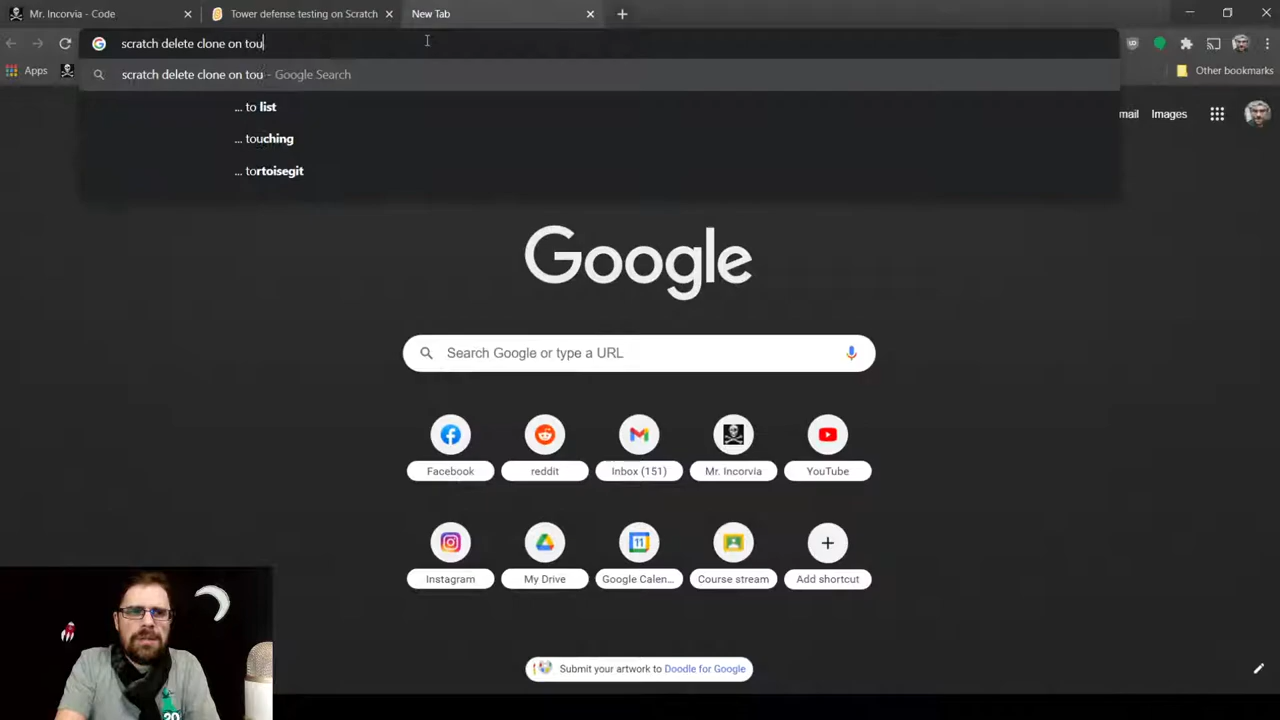 Mr. Incorvia - Code
Tower defense testing on Scratch
New Tab
scratch delete clone on tou
Apps
Other bookmarks
scratch delete clone on tou - Google Search
... to list
... touching
... tortoisegit
mail
Images
Google
Search Google or type a URL
Facebook
reddit
Inbox (151)
Mr. Incorvia
YouTube
11
Instagram
My Drive
Google Calen...
Course stream
Add shortcut
Submit your artwork to Doodle for Google
20